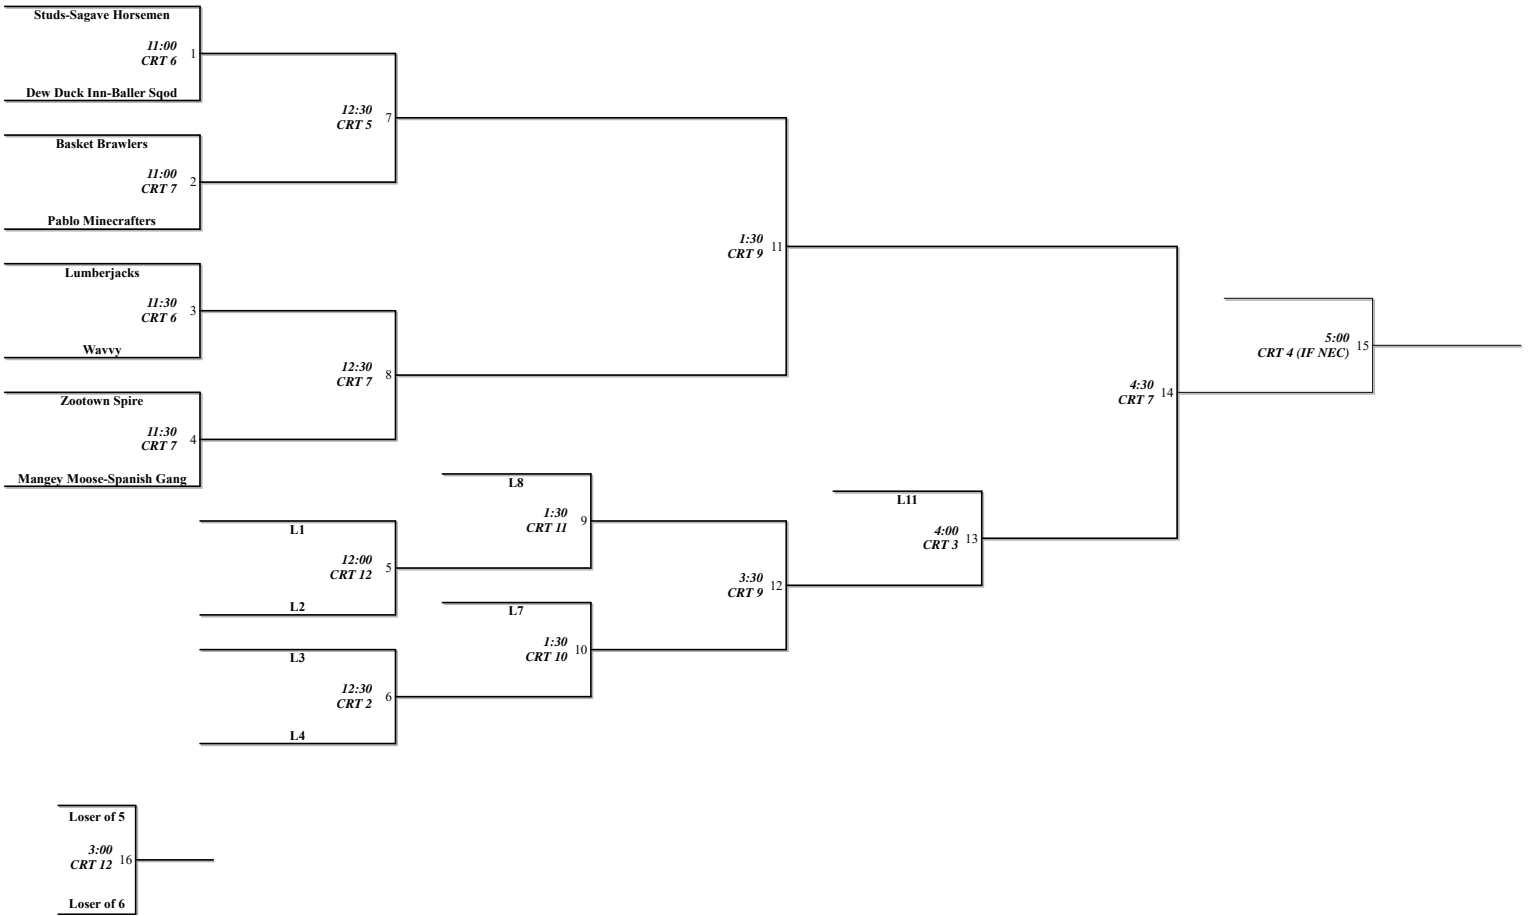 Studs-Sagave Horsemen
11:00
CRT 6
1
Dew Duck Inn-Baller Sqod
12:30
CRT 5
7
Basket Brawlers
11:00
CRT 7
2
Pablo Minecrafters
1:30
CRT 9
11
Lumberjacks
11:30
CRT 6
3
Wavvy
12:30
CRT 7
8
Zootown Spire
11:30
CRT 7
4
Mangey Moose-Spanish Gang
5:00
CRT 4 (IF NEC)
15
4:30
CRT 7
14
L8
1:30
CRT 11
9
L11
4:00
CRT 3
13
L1
12:00
CRT 12
5
L2
3:30
CRT 9
12
L7
1:30
CRT 10
10
L3
12:30
CRT 2
6
L4
Loser of 5
3:00
CRT 12
16
Loser of 6